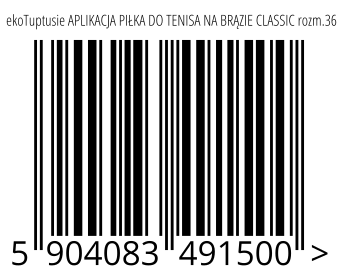 ekoTuptusie APLIKACJA PIŁKA DO TENISA NA BRĄZIE CLASSIC rozm.36
5 904083 491500 >